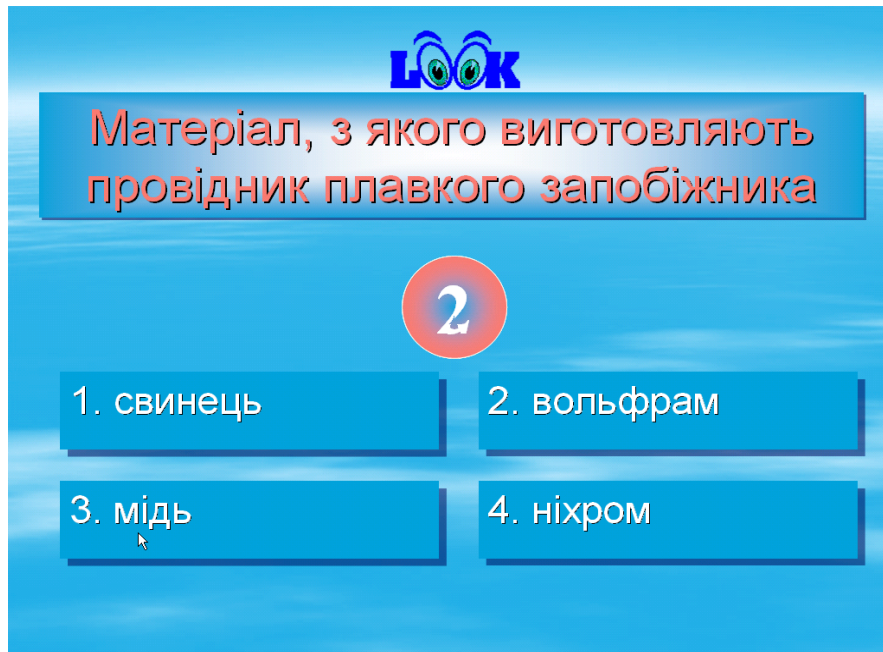 LOOK
Матеріал, з якого виготовляють
провідник плавкого запобіжника
2
1. свинець
2. вольфрам
3. мідь
4. ніхром